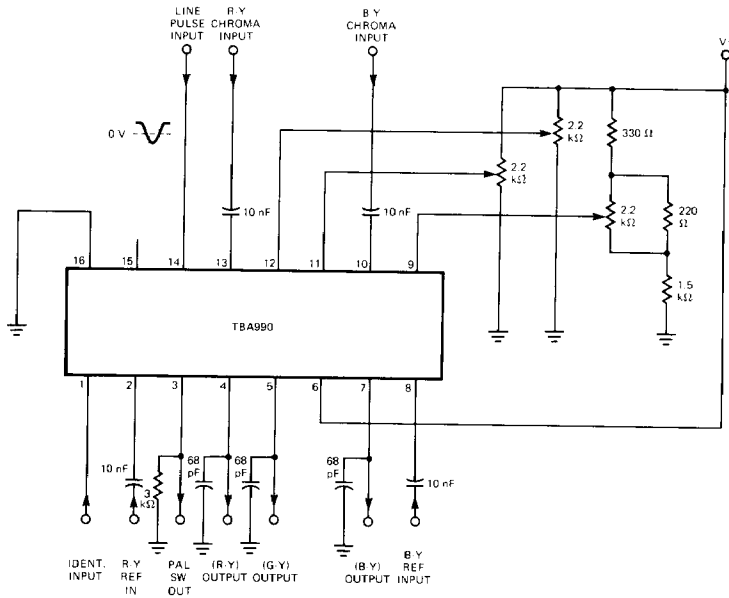 LINE
PULSE
INPUT
R-Y
CHROMA
INPUT
B-Y
CHROMA
INPUT
0 V
10 nF
10 nF
2.2
kΩ
2.2
kΩ
330 Ω
2.2
kΩ
220
Ω
1.5
kΩ
16 15 14 13 12 11 10 9
TBA990
1 2 3 4 5 6 7 8
10 nF
3
kΩ
68
pF
68
pF
68
pF
10 nF
IDENT.
INPUT
R-Y
REF
IN
PAL
SW
OUT
(R-Y)
OUTPUT
(G-Y)
OUTPUT
(B-Y)
OUTPUT
B-Y
REF
INPUT